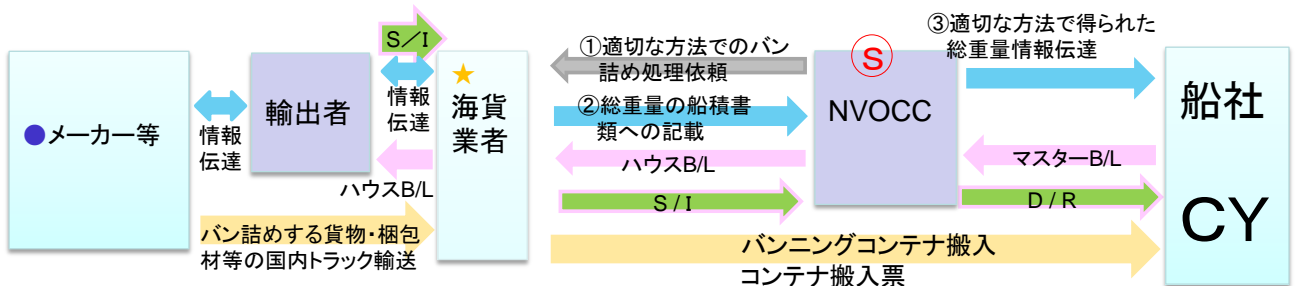 ●メーカー等
情報
伝達
輸出者
S／I
情報
伝達
ハウスB/L
★
海貨
業者
バン詰めする貨物・梱包
材等の国内トラック輸送
①適切な方法でのバン
詰め処理依頼
②総重量の船積書
類への記載
ハウスB/L
S / I
S
NVOCC
③適切な方法で得られた
総重量情報伝達
マスターB/L
D / R
バンニングコンテナ搬入
コンテナ搬入票
船社
CY